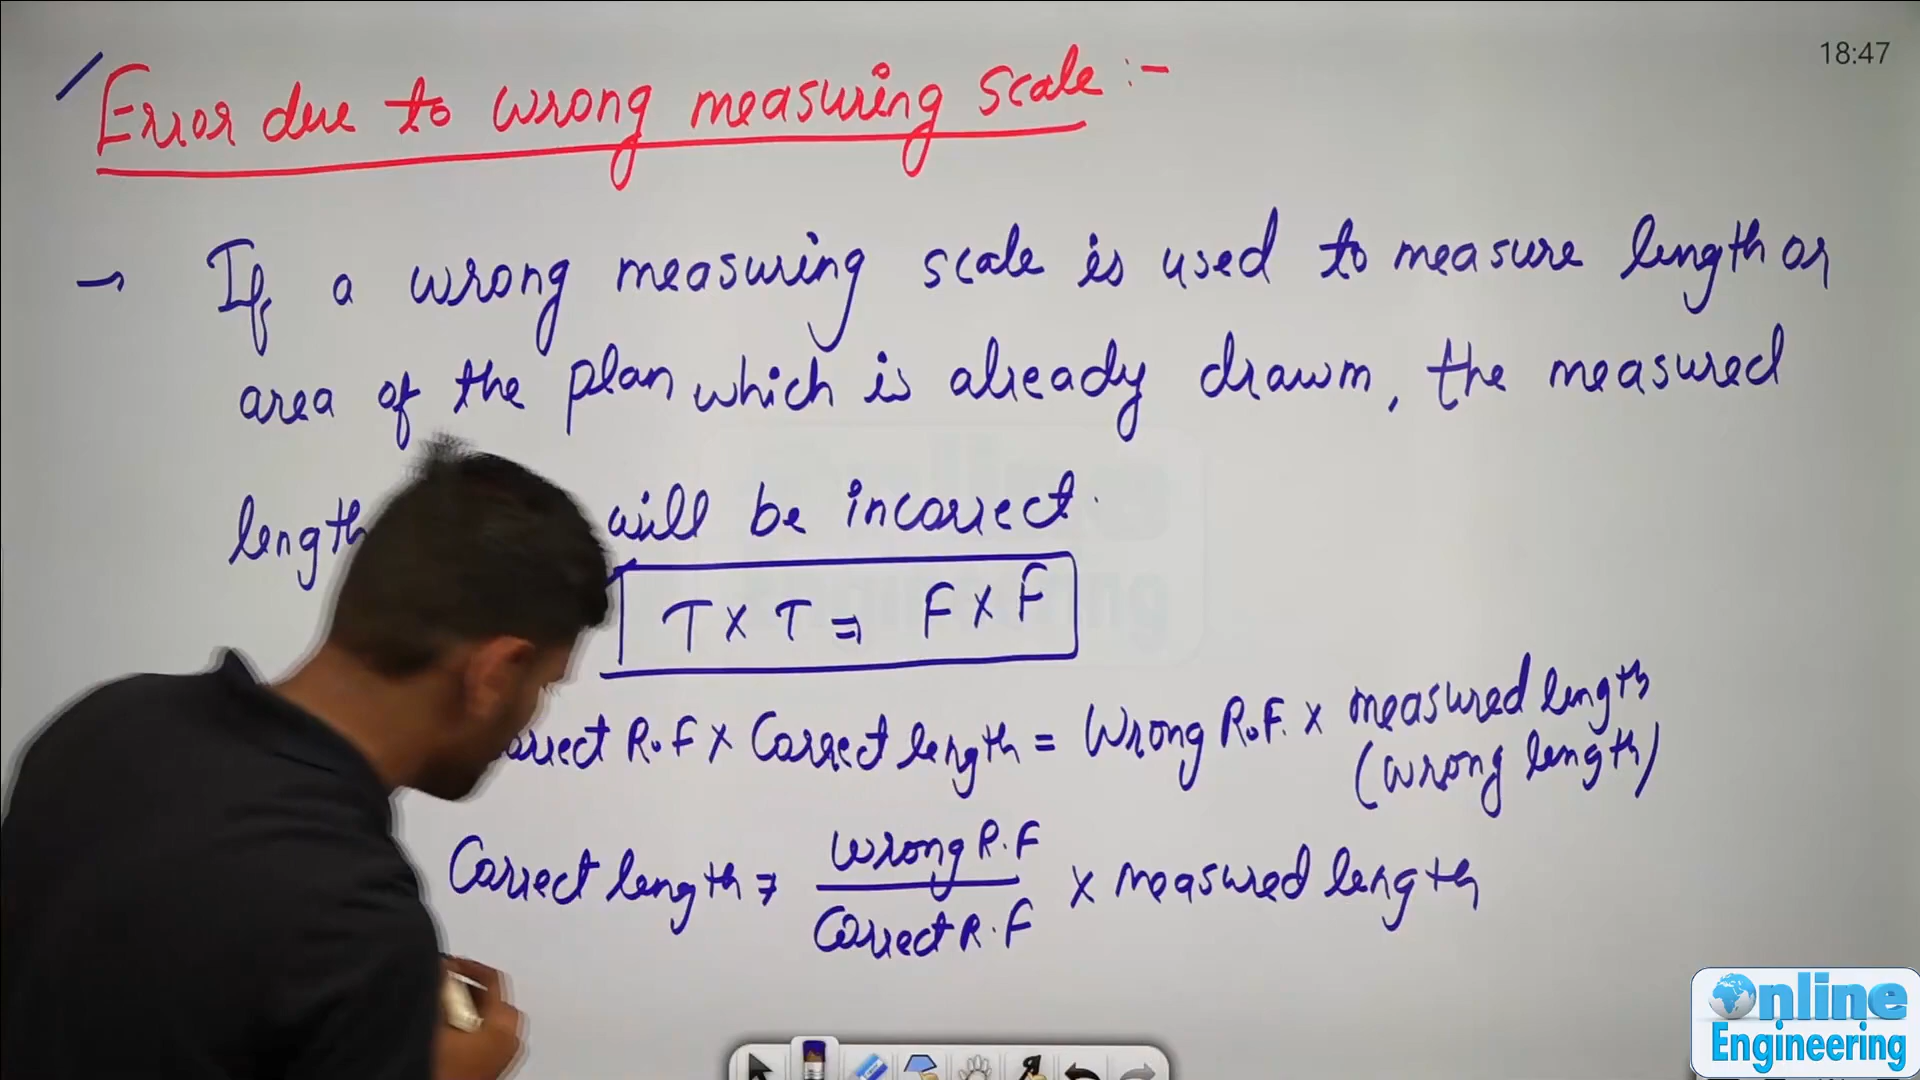 18:47
Error due to wrong measuring scale :-
→ If a wrong measuring scale is used to measure length or
area of the plan which is already drawn, the measured
length will be incorrect.
T x T = F x F
R.F x Correct length = Wrong R.F. x measured length
(wrong length)
Correct length = Wrong R.F / Correct R.F x measured length
Online
Engineering